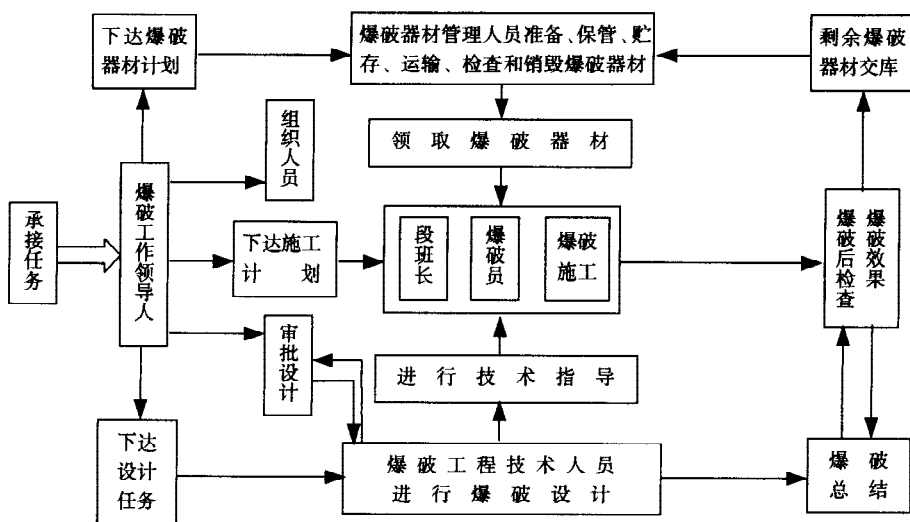 下达爆破
器材计划
爆破器材管理人员准备、保管、贮
存、运输、检查和销毁爆破器材
剩余爆破
器材交库
组织人员
领取爆破器材
承接任务
爆破工作领导人
下达施工
计划
段班长
爆破员
爆破
施工
爆破效果
爆破后检查
审批设计
进行技术指导
下达
设计
任务
爆破工程技术人员
进行爆破设计
爆破
总结